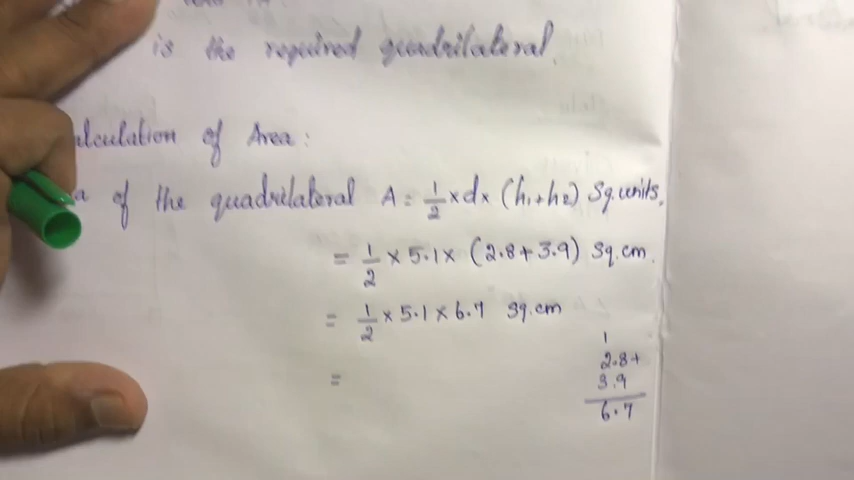 is the required quadrilateral.
alculation of Area:
a of the quadrilateral A = 1/2 × d × (h1 + h2) Sq.units.
= 1/2 × 5.1 × (2.8 + 3.9) Sq.cm.
= 1/2 × 5.1 × 6.7 Sq.cm
=
1
2.8+
3.9
6.7